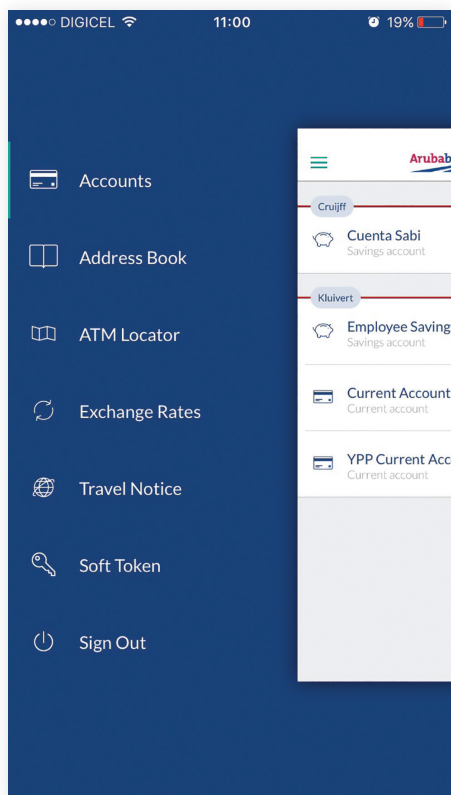 DIGICEL 11:00 19%
Accounts
Address Book
ATM Locator
Exchange Rates
Travel Notice
Soft Token
Sign Out
Arubab
Cruijff
Cuenta Sabi
Savings account
Kluivert
Employee Saving
Savings account
Current Account
Current account
YPP Current Acc
Current account